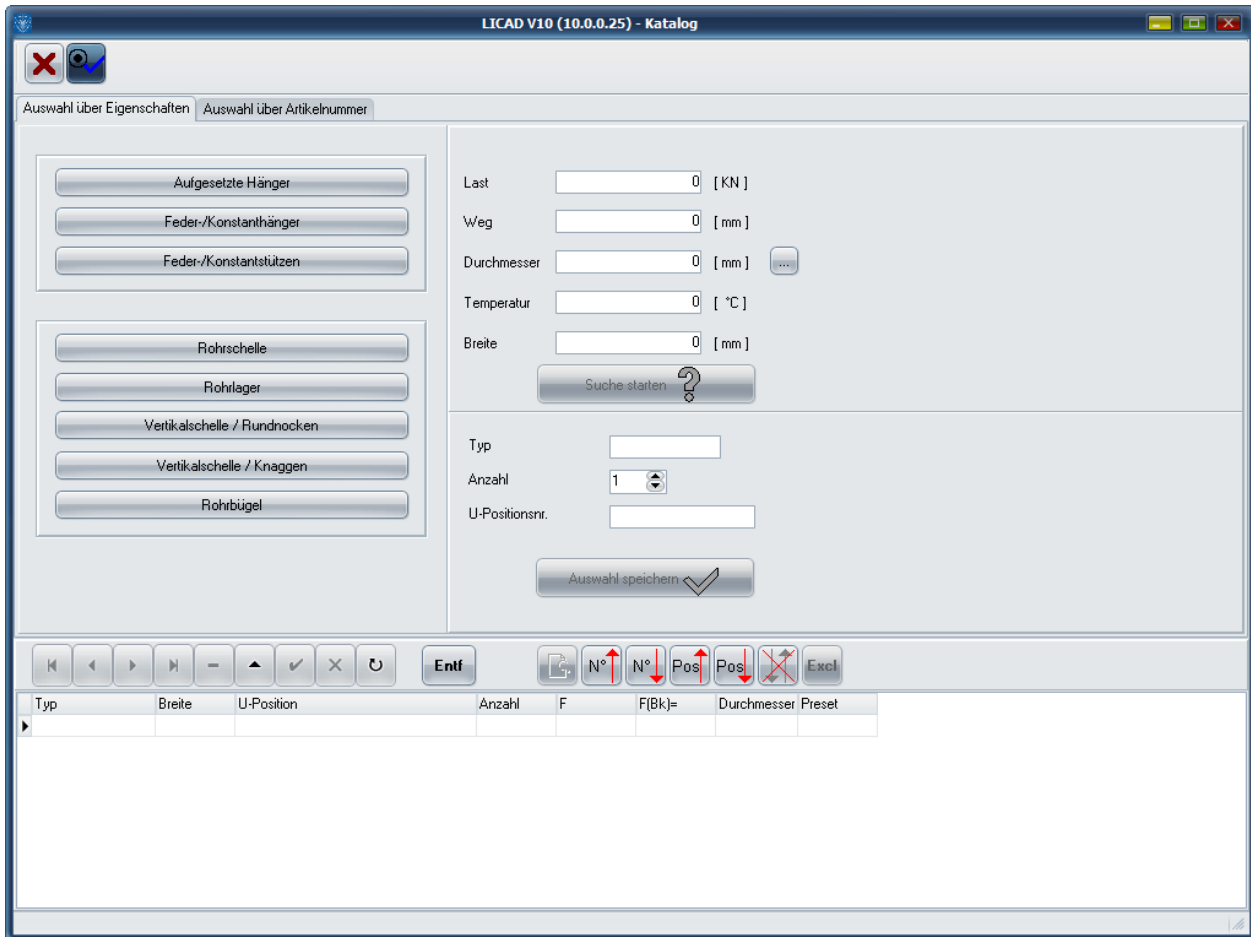 LICAD V10 (10.0.0.25) - Katalog
Auswahl über Eigenschaften Auswahl über Artikelnummer
Aufgesetzte Hänger
Feder-/Konstanthänger
Feder-/Konstantstützen
Rohrschelle
Rohrlager
Vertikalschelle / Rundnocken
Vertikalschelle / Knaggen
Rohrbügel
Last 0 [ KN ]
Weg 0 [ mm ]
Durchmesser 0 [ mm ] ...
Temperatur 0 [ °C ]
Breite 0 [ mm ]
Suche starten ?
Typ
Anzahl 1
U-Positionsnr.
Auswahl speichern
Entf N° N° Pos Pos Excl
Typ Breite U-Position Anzahl F F(Bk)= Durchmesser Preset